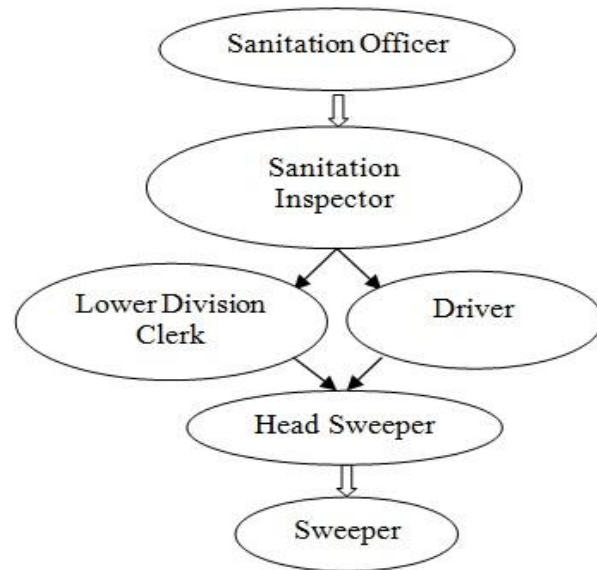 Sanitation Officer
Sanitation
Inspector
Lower Division
Clerk
Driver
Head Sweeper
Sweeper